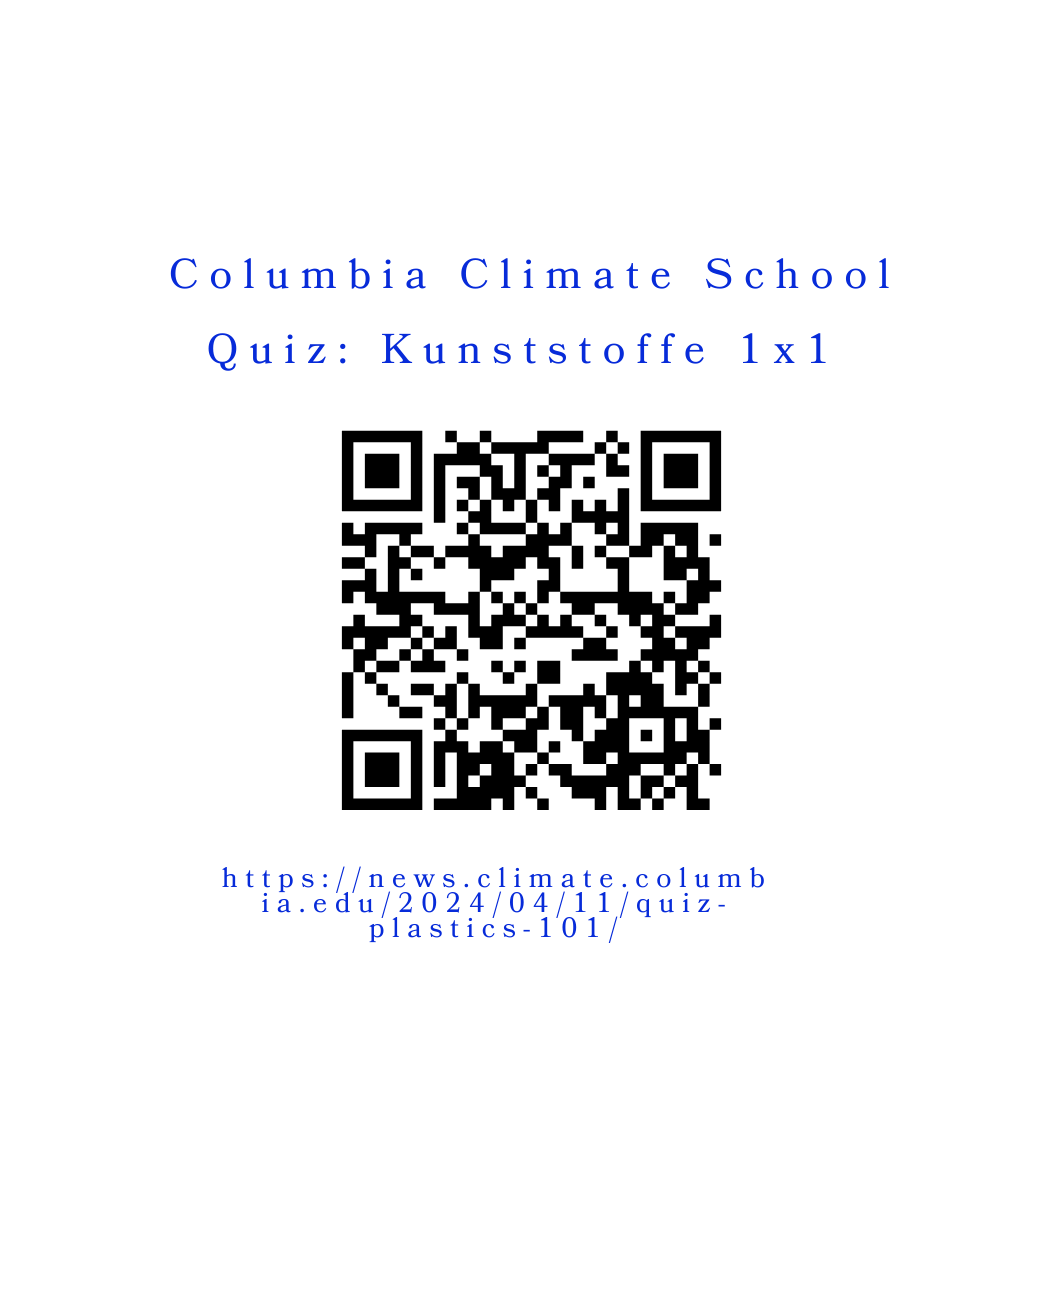 Columbia Climate School
Quiz: Kunststoffe 1x1
https://news.climate.columb
ia.edu/2024/04/11/quiz-
plastics-101/